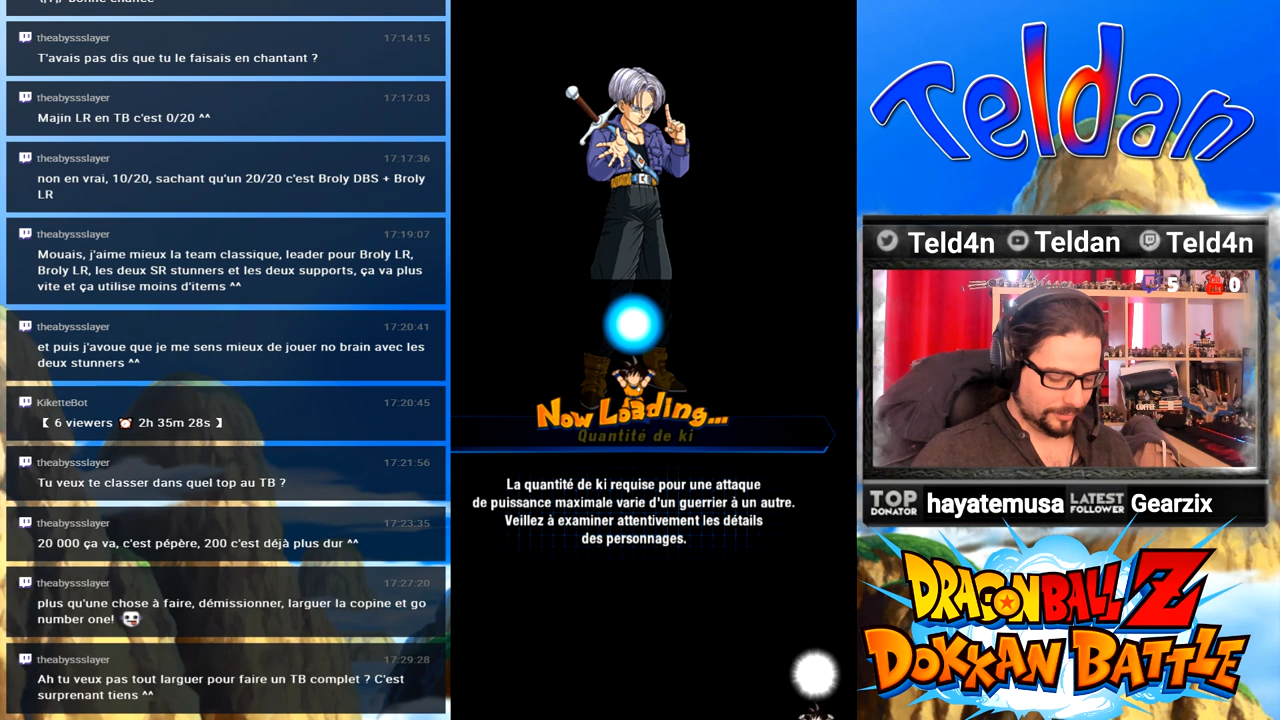 Bonne chance
theabyssslayer 17:14:15
T'avais pas dis que tu le faisais en chantant ?
theabyssslayer 17:17:03
Majin LR en TB c'est 0/20 ^^
theabyssslayer 17:17:36
non en vrai, 10/20, sachant qu'un 20/20 c'est Broly DBS + Broly
LR
theabyssslayer 17:19:07
Mouais, j'aime mieux la team classique, leader pour Broly LR,
Broly LR, les deux SR stunners et les deux supports, ça va plus
vite et ça utilise moins d'items ^^
theabyssslayer 17:20:41
et puis j'avoue que je me sens mieux de jouer no brain avec les
deux stunners ^^
KiketteBot 17:20:45
【 6 viewers ⏰ 2h 35m 28s 】
theabyssslayer 17:21:56
Tu veux te classer dans quel top au TB ?
theabyssslayer 17:23:35
20 000 ça va, c'est pépère, 200 c'est déjà plus dur ^^
theabyssslayer 17:27:20
plus qu'une chose à faire, démissionner, larguer la copine et go
number one!
theabyssslayer 17:29:28
Ah tu veux pas tout larguer pour faire un TB complet ? C'est
surprenant tiens ^^
Now Loading...
Quantité de ki
La quantité de ki requise pour une attaque
de puissance maximale varie d'un guerrier à un autre.
Veillez à examiner attentivement les détails
des personnages.
Teldan
Teld4n Teldan Teld4n
5 0
COFFEE
TOP DONATOR hayatemusa LATEST FOLLOWER Gearzix
DRAGON BALL Z
DOKKAN BATTLE